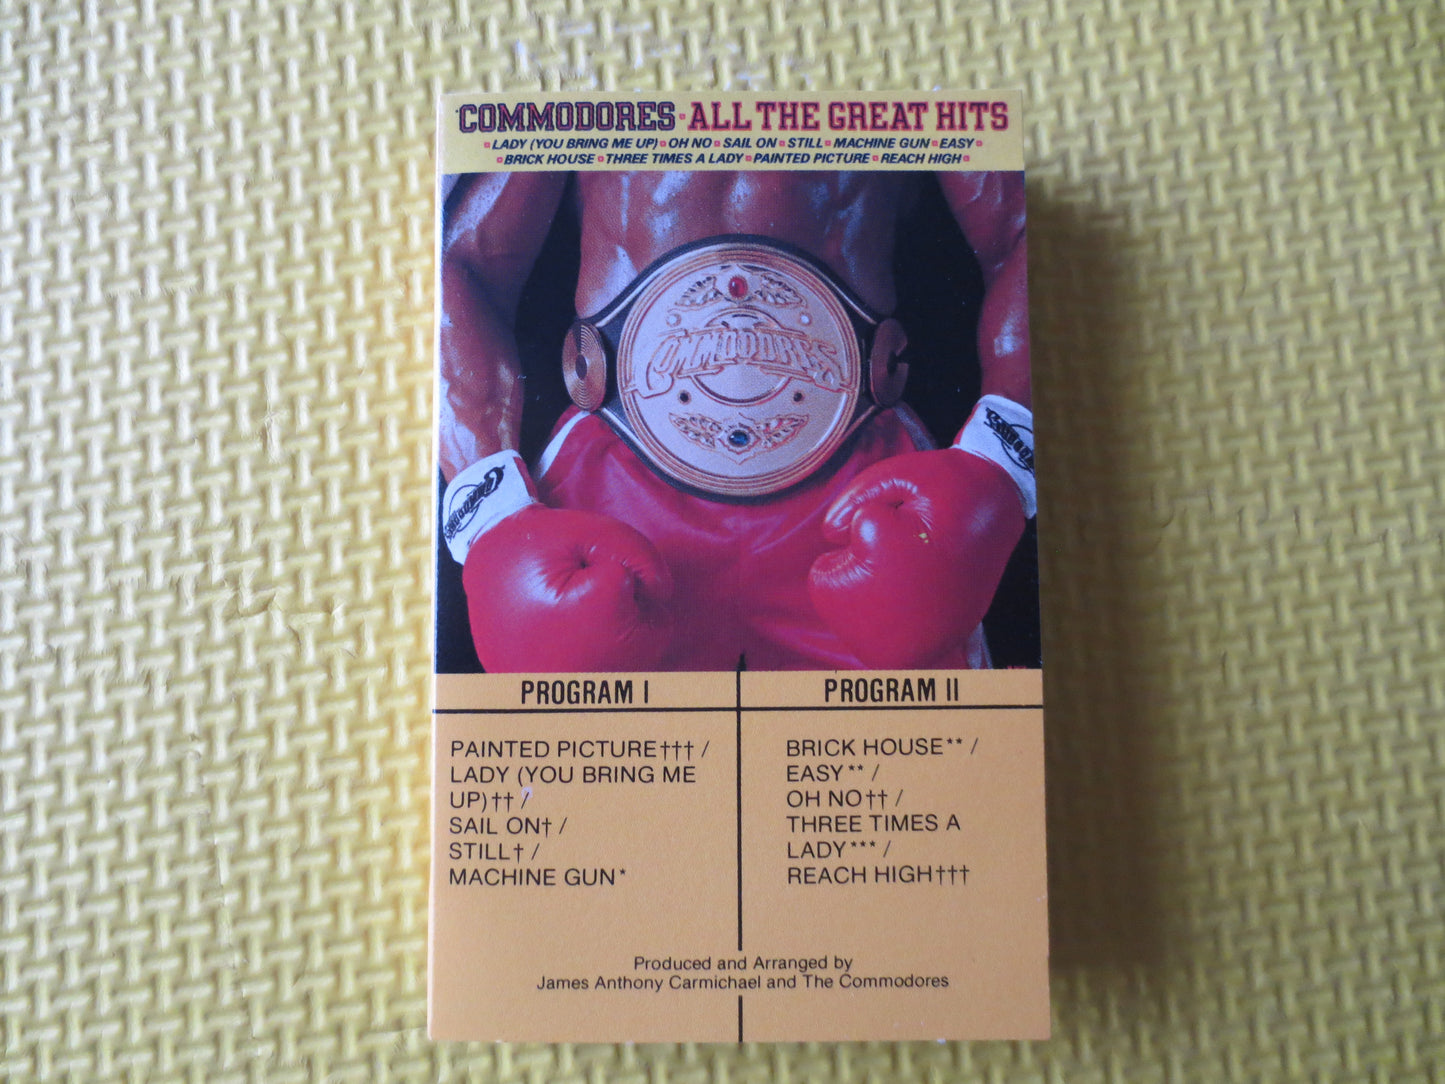 COMMODORES · ALL THE GREAT HITS
▫ LADY (YOU BRING ME UP) ▫ OH NO ▫ SAIL ON ▫ STILL ▫ MACHINE GUN ▫ EASY ▫
▫ BRICK HOUSE ▫ THREE TIMES A LADY ▫ PAINTED PICTURE ▫ REACH HIGH ▫
COMMODORES
C
COMMODORES
COMMODORES
PROGRAM I
PAINTED PICTURE††† /
LADY (YOU BRING ME
UP)†† /
SAIL ON† /
STILL† /
MACHINE GUN*
PROGRAM II
BRICK HOUSE** /
EASY** /
OH NO†† /
THREE TIMES A
LADY*** /
REACH HIGH†††
Produced and Arranged by
James Anthony Carmichael and The Commodores